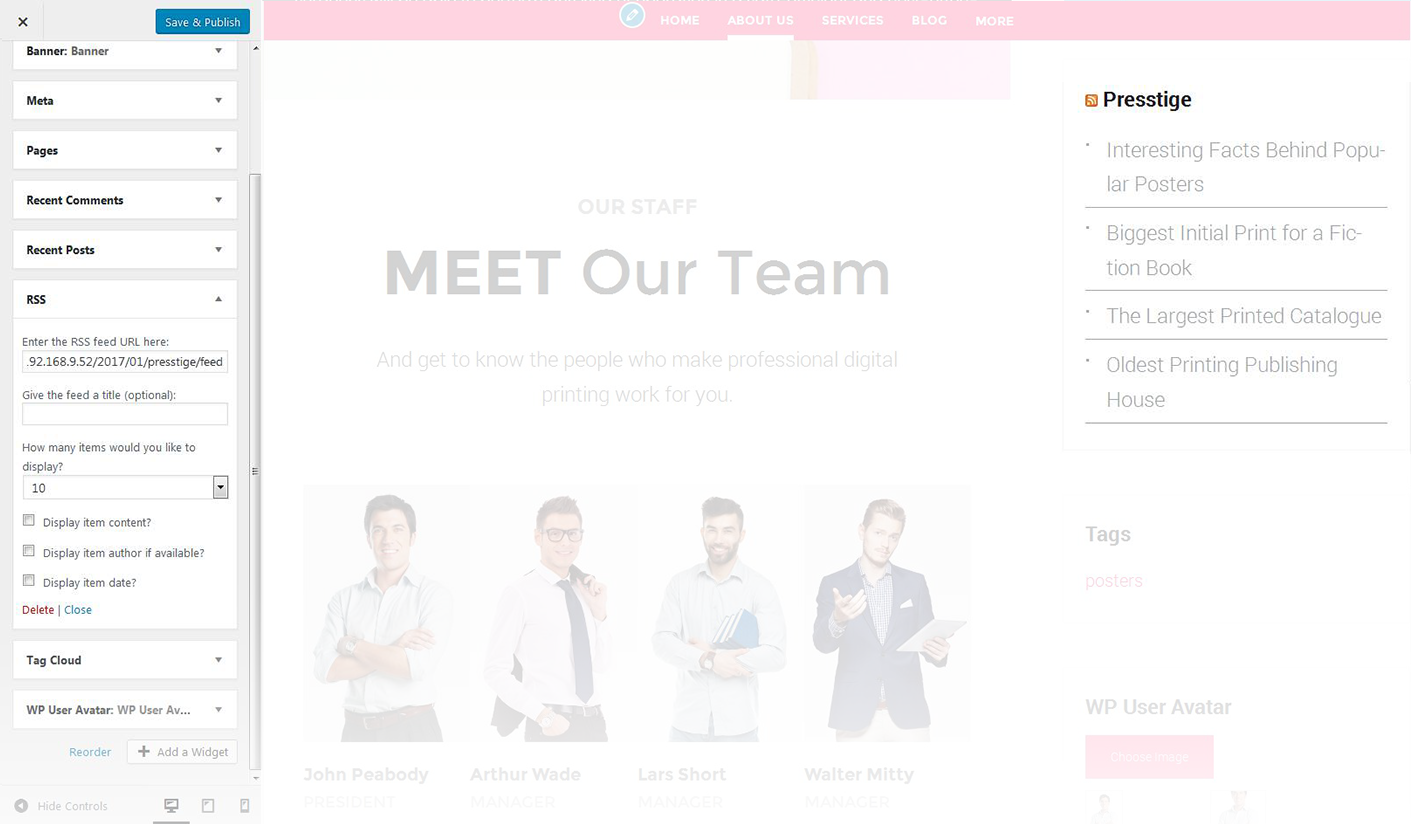 Save & Publish
Banner: Banner
Meta
Pages
Recent Comments
Recent Posts
RSS
Enter the RSS feed URL here:
.92.168.9.52/2017/01/presstige/feed
Give the feed a title (optional):
How many items would you like to
display?
10
Display item content?
Display item author if available?
Display item date?
Delete | Close
Tag Cloud
WP User Avatar: WP User Av...
Reorder
Add a Widget
Hide Controls
HOME ABOUT US SERVICES BLOG MORE
OUR STAFF
MEET Our Team
And get to know the people who make professional digital
printing work for you.
John Peabody Arthur Wade Lars Short Walter Mitty
PRESIDENT MANAGER MANAGER MANAGER
Presstige
Interesting Facts Behind Popu-
lar Posters
Biggest Initial Print for a Fic-
tion Book
The Largest Printed Catalogue
Oldest Printing Publishing
House
Tags
posters
WP User Avatar
Choose Image